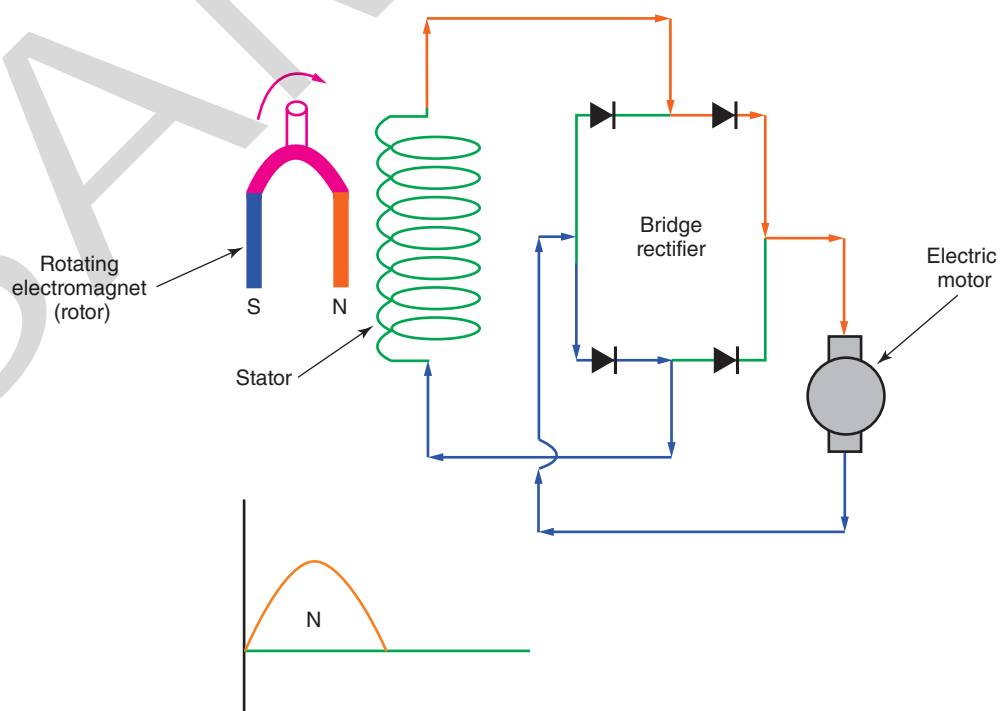 Rotating
electromagnet
(rotor)
S
N
Stator
Bridge
rectifier
Electric
motor
N